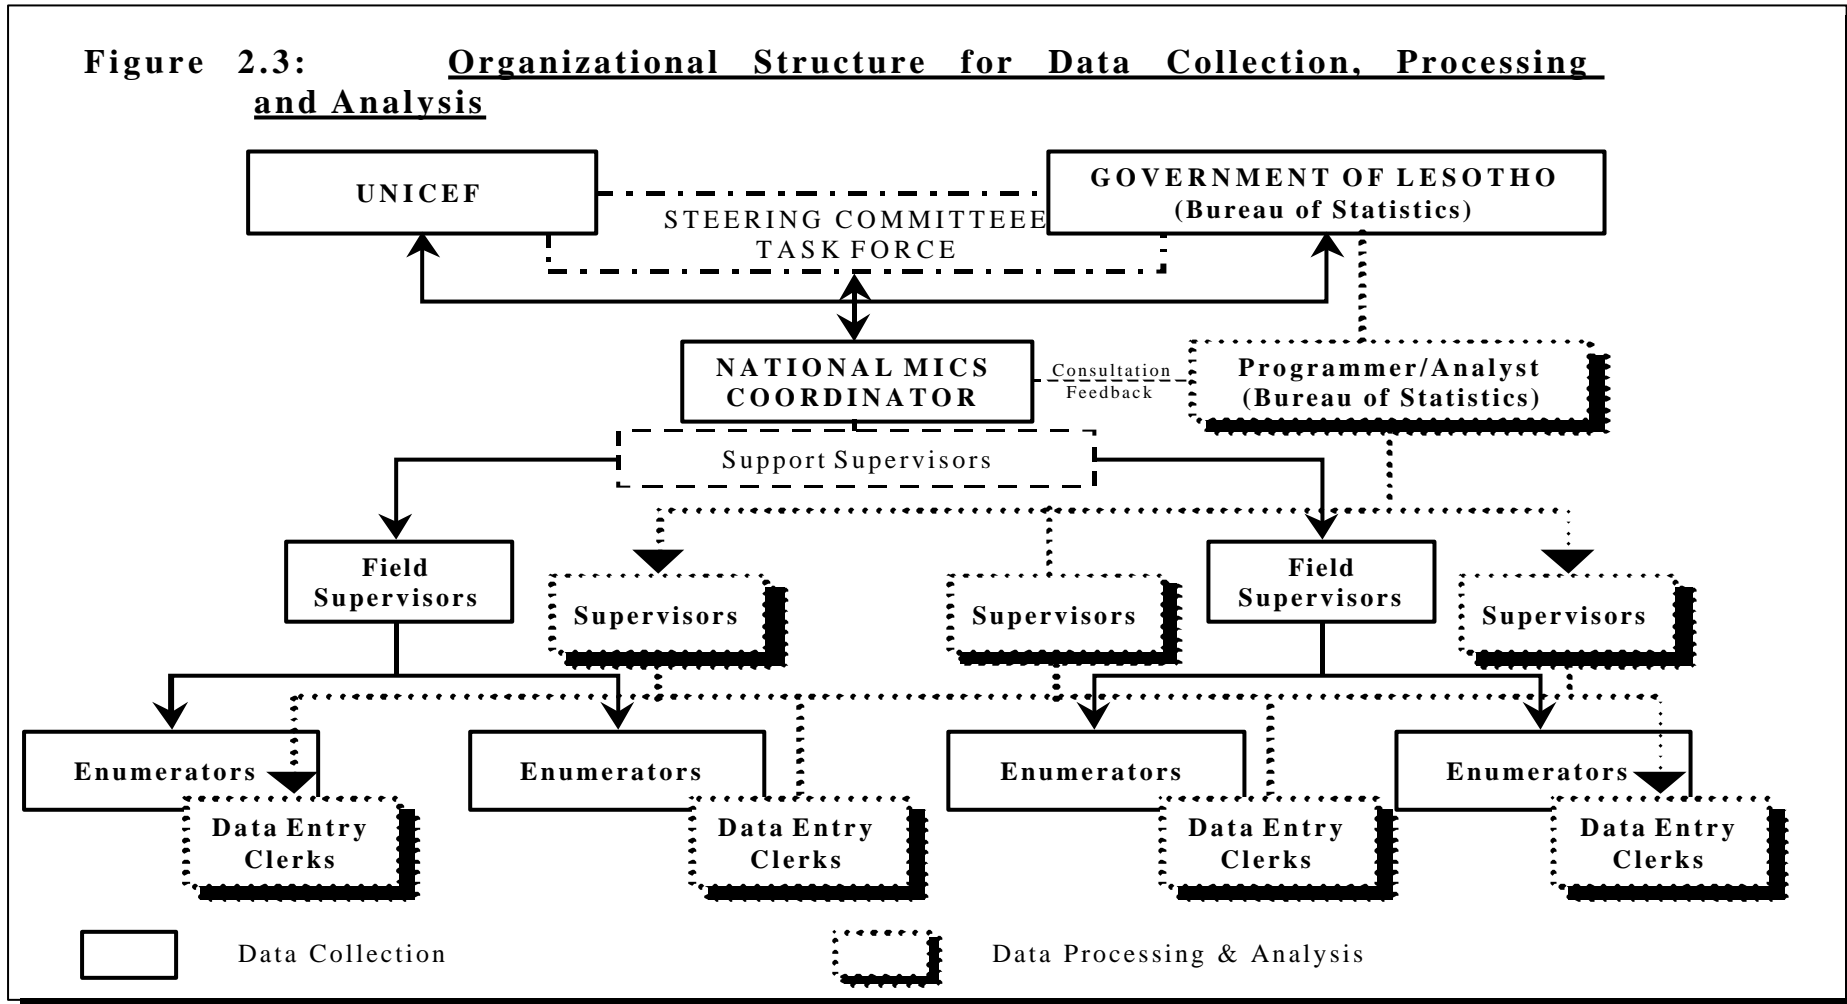 Figure 2.3: Organizational Structure for Data Collection, Processing
and Analysis
UNICEF
GOVERNMENT OF LESOTHO
(Bureau of Statistics)
STEERING COMMITTEEE
TASK FORCE
NATIONAL MICS
COORDINATOR
Consultation
Feedback
Programmer/Analyst
(Bureau of Statistics)
Support Supervisors
Field
Supervisors
Supervisors
Supervisors
Field
Supervisors
Supervisors
Enumerators
Enumerators
Enumerators
Enumerators
Data Entry
Clerks
Data Entry
Clerks
Data Entry
Clerks
Data Entry
Clerks
Data Collection
Data Processing & Analysis